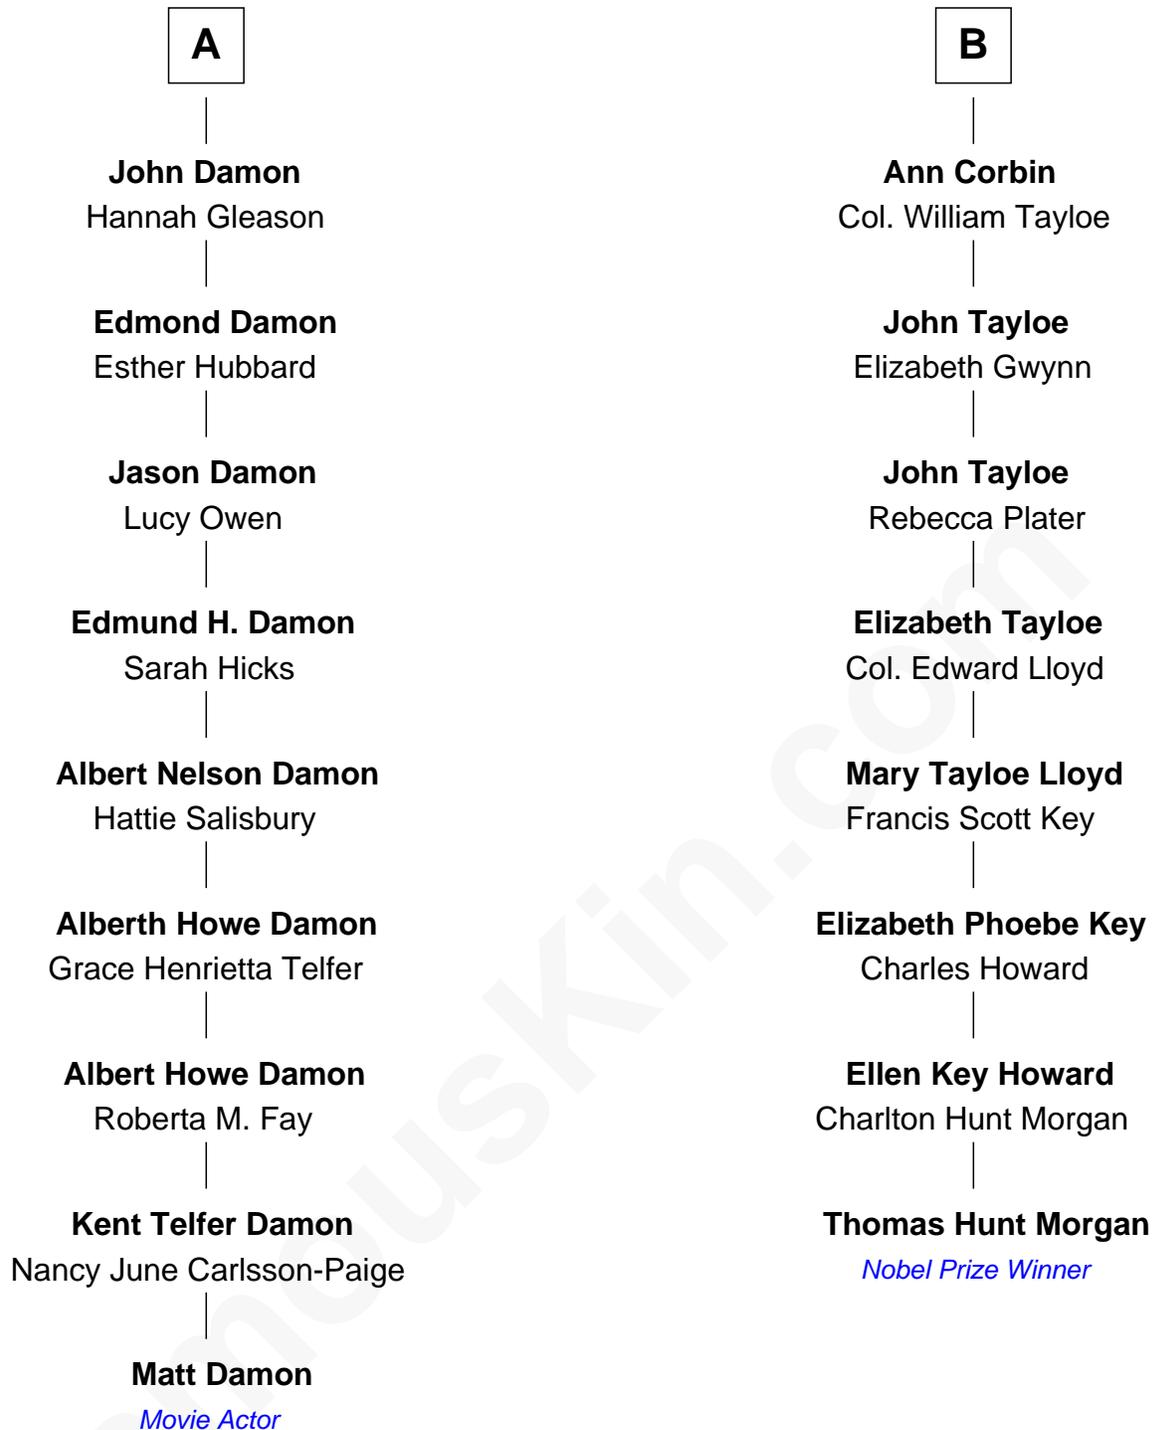 A
John Damon
Hannah Gleason
Edmond Damon
Esther Hubbard
Jason Damon
Lucy Owen
Edmund H. Damon
Sarah Hicks
Albert Nelson Damon
Hattie Salisbury
Alberth Howe Damon
Grace Henrietta Telfer
Albert Howe Damon
Roberta M. Fay
Kent Telfer Damon
Nancy June Carlsson-Paige
Matt Damon
Movie Actor
B
Ann Corbin
Col. William Tayloe
John Tayloe
Elizabeth Gwynn
John Tayloe
Rebecca Plater
Elizabeth Tayloe
Col. Edward Lloyd
Mary Tayloe Lloyd
Francis Scott Key
Elizabeth Phoebe Key
Charles Howard
Ellen Key Howard
Charlton Hunt Morgan
Thomas Hunt Morgan
Nobel Prize Winner
mousKin.com